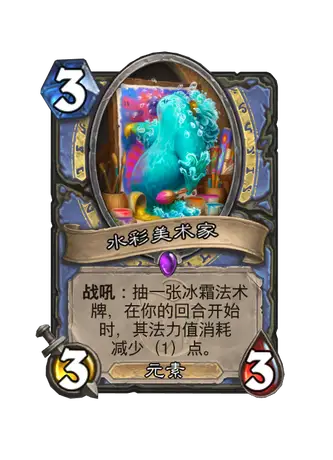 3
水彩美术家
战吼：抽一张冰霜法术
牌，在你的回合开始
时，其法力值消耗
减少（1）点。
3
元素
3